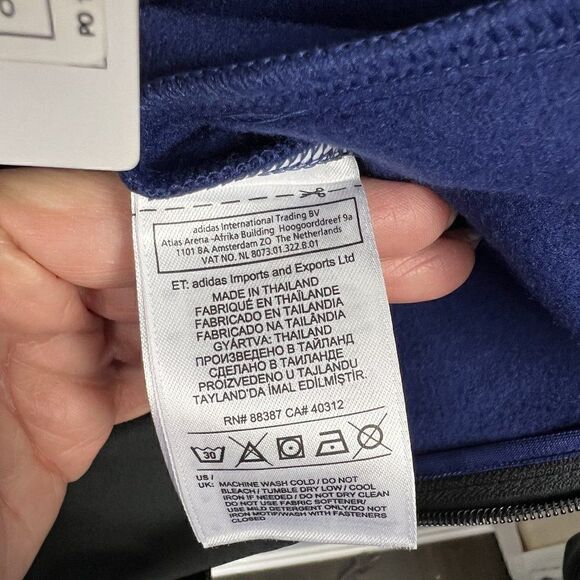 O
PO
adidas International Trading BV
Atlas Arena -Afrika Building Hoogoorddreef 9a
1101 BA Amsterdam ZO The Netherlands
VAT NO. NL 8073.01.322.B.01
ET: adidas Imports and Exports Ltd
MADE IN THAILAND
FABRIQUÉ EN THAÏLANDE
FABRICADO EN TAILANDIA
FABRICADO NA TAILÂNDIA
GYÁRTVA: THAILAND
ПРОИЗВЕДЕНО В ТАЙЛАНД
СДЕЛАНО В ТАИЛАНДЕ
PROIZVEDENO U TAJLANDU
TAYLAND'DA İMAL EDİLMİŞTİR.
RN# 88387 CA# 40312
30
US / MACHINE WASH COLD / DO NOT
UK: BLEACH / TUMBLE DRY LOW / COOL
IRON IF NEEDED / DO NOT DRY CLEAN
DO NOT USE FABRIC SOFTENER/
USE MILD DETERGENT ONLY/DO NOT
IRON MOTIF/WASH WITH FASTENERS
CLOSED